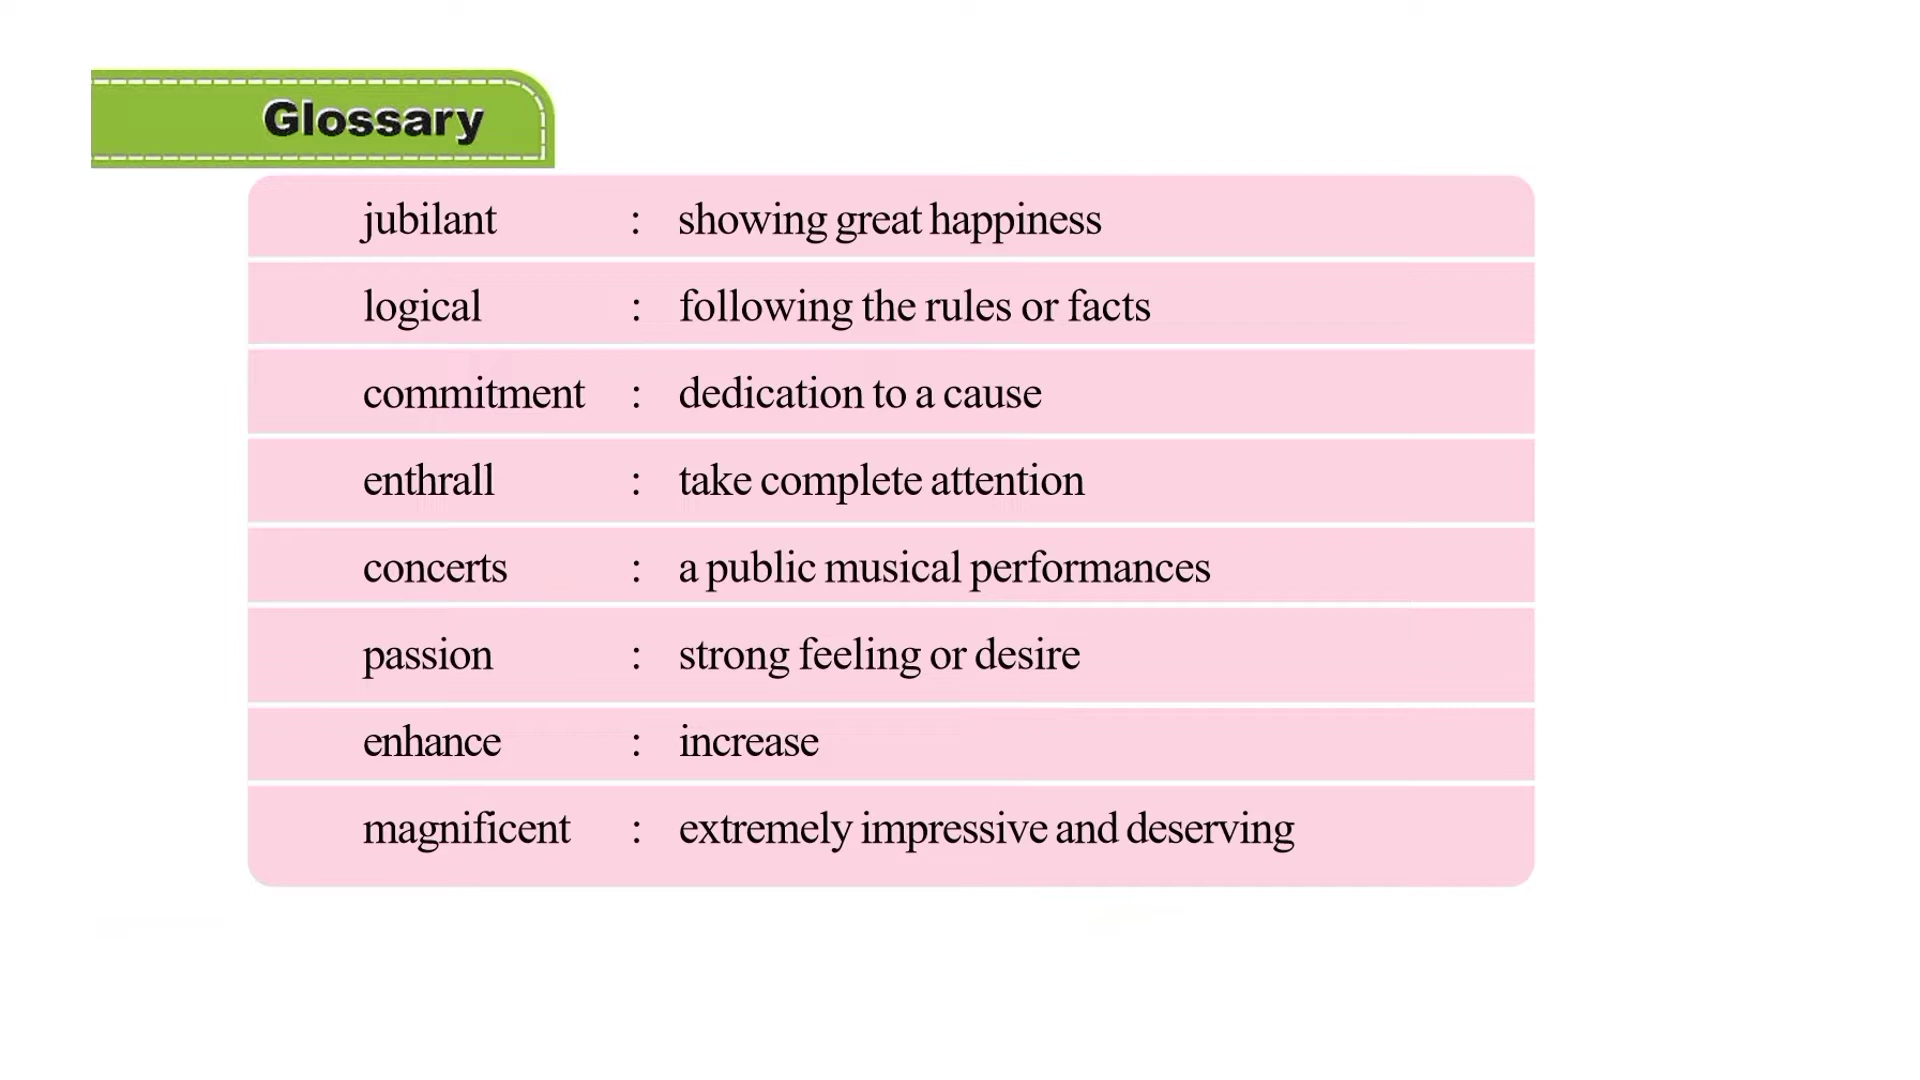 Glossary
jubilant : showing great happiness
logical : following the rules or facts
commitment : dedication to a cause
enthrall : take complete attention
concerts : a public musical performances
passion : strong feeling or desire
enhance : increase
magnificent : extremely impressive and deserving